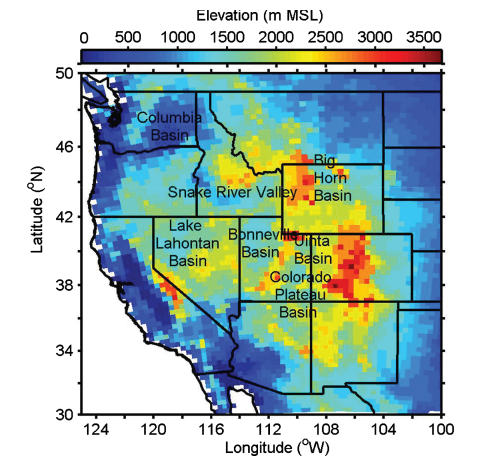 Elevation (m MSL)
0 500 1000 1500 2000 2500 3000 3500
50
46
42
38
34
30
Latitude (°N)
Columbia
Basin
Big
Horn
Basin
Snake River Valley
Lake
Lahontan
Basin
Bonneville
Basin
Uinta
Basin
Colorado
Plateau
Basin
124 120 116 112 108 104 100
Longitude (°W)